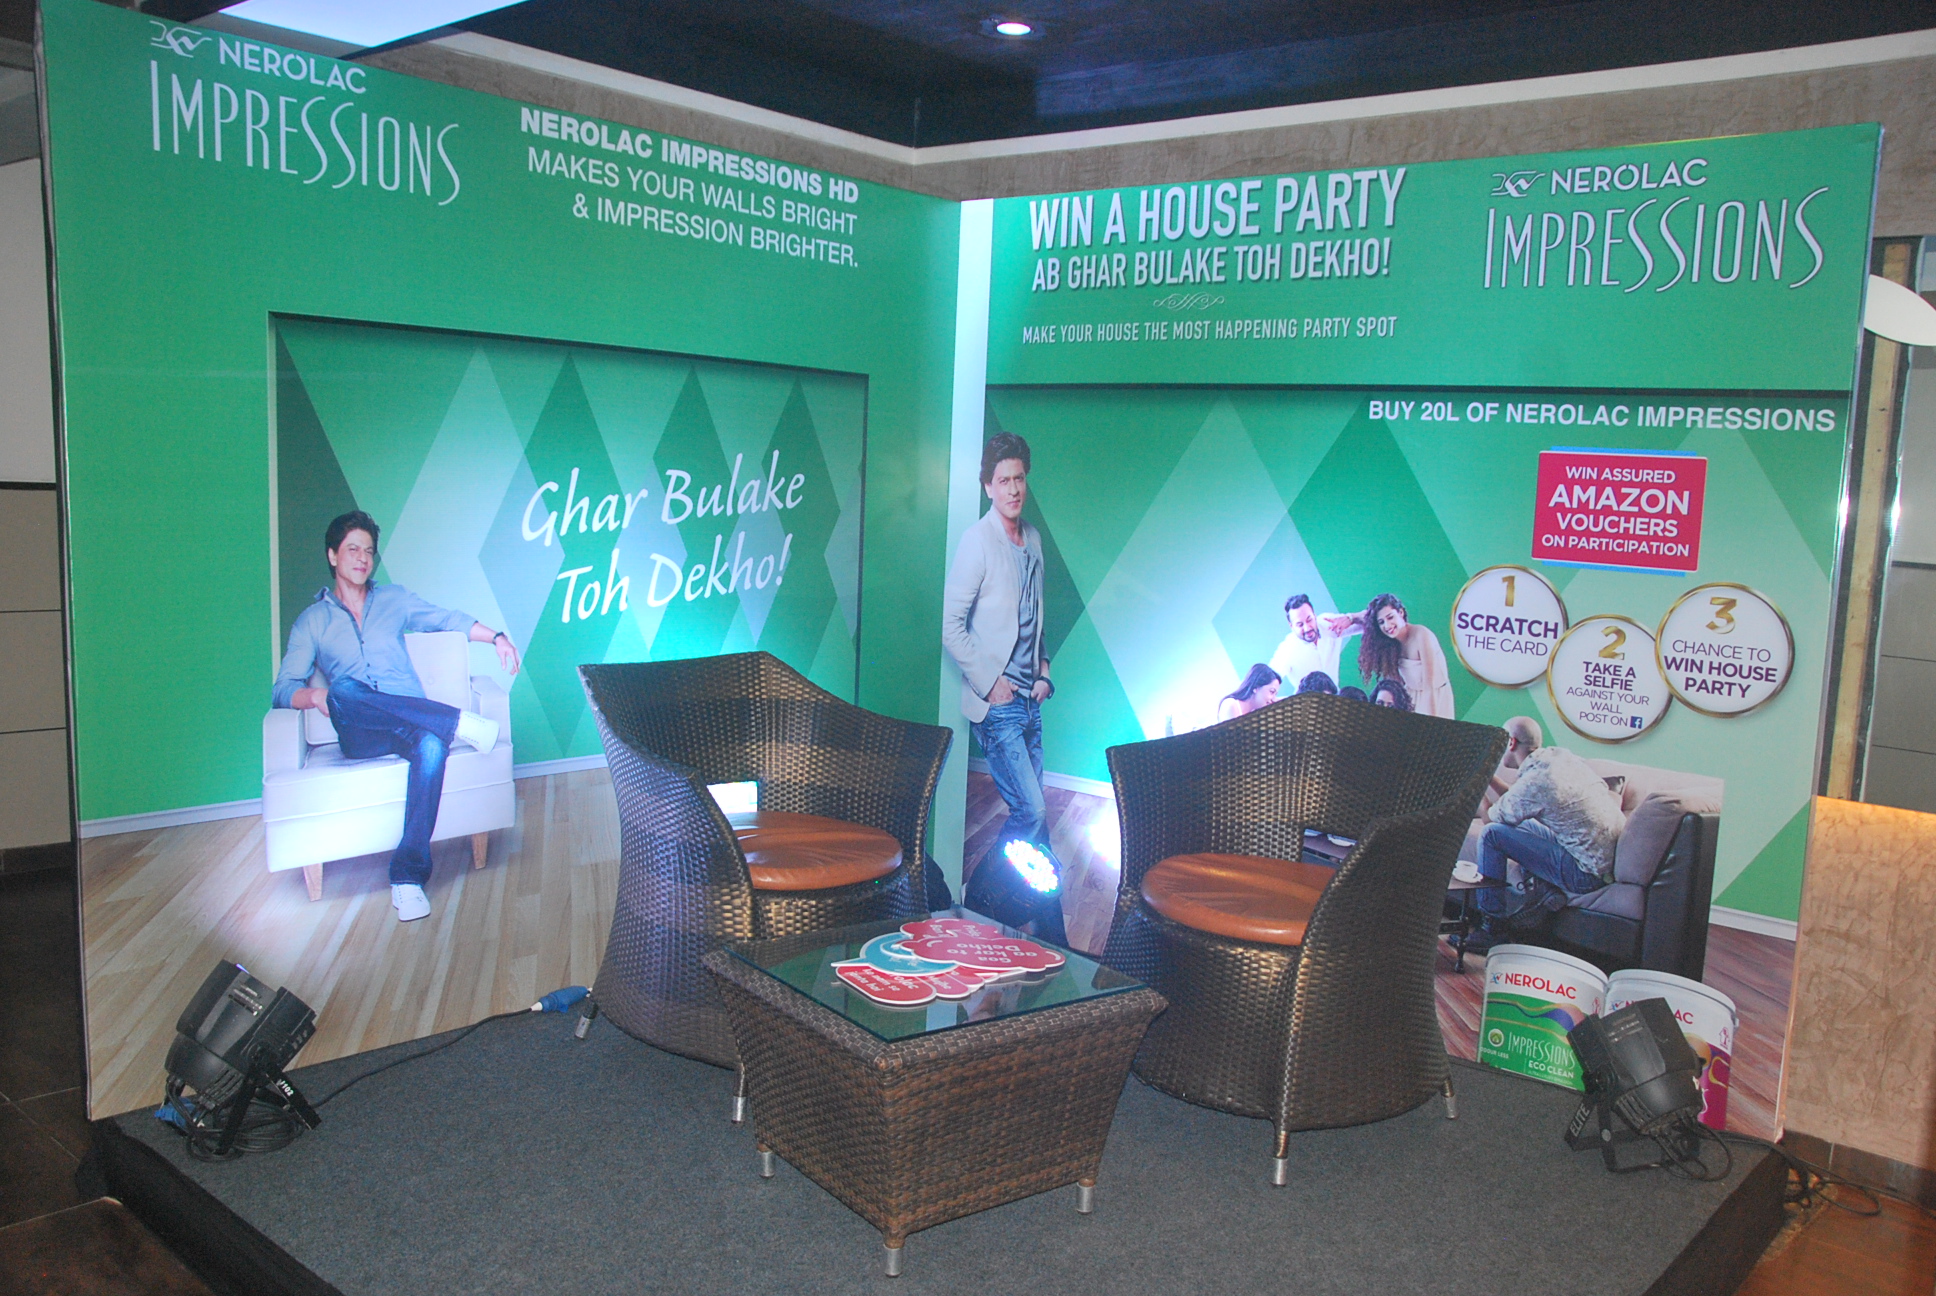 NEROLAC
IMPRESSIONS
NEROLAC IMPRESSIONS HD
MAKES YOUR WALLS BRIGHT
& IMPRESSION BRIGHTER.
Ghar Bulake
Toh Dekho!
WIN A HOUSE PARTY
AB GHAR BULAKE TOH DEKHO!
MAKE YOUR HOUSE THE MOST HAPPENING PARTY SPOT
NEROLAC
IMPRESSIONS
BUY 20L OF NEROLAC IMPRESSIONS
WIN ASSURED
AMAZON
VOUCHERS
ON PARTICIPATION
1
SCRATCH
THE CARD
2
TAKE A
SELFIE
AGAINST YOUR
WALL
POST ON f
3
CHANCE TO
WIN HOUSE
PARTY
Goa
Dekho
NEROLAC
IMPRESSIONS
ECO CLEAN
ELITE